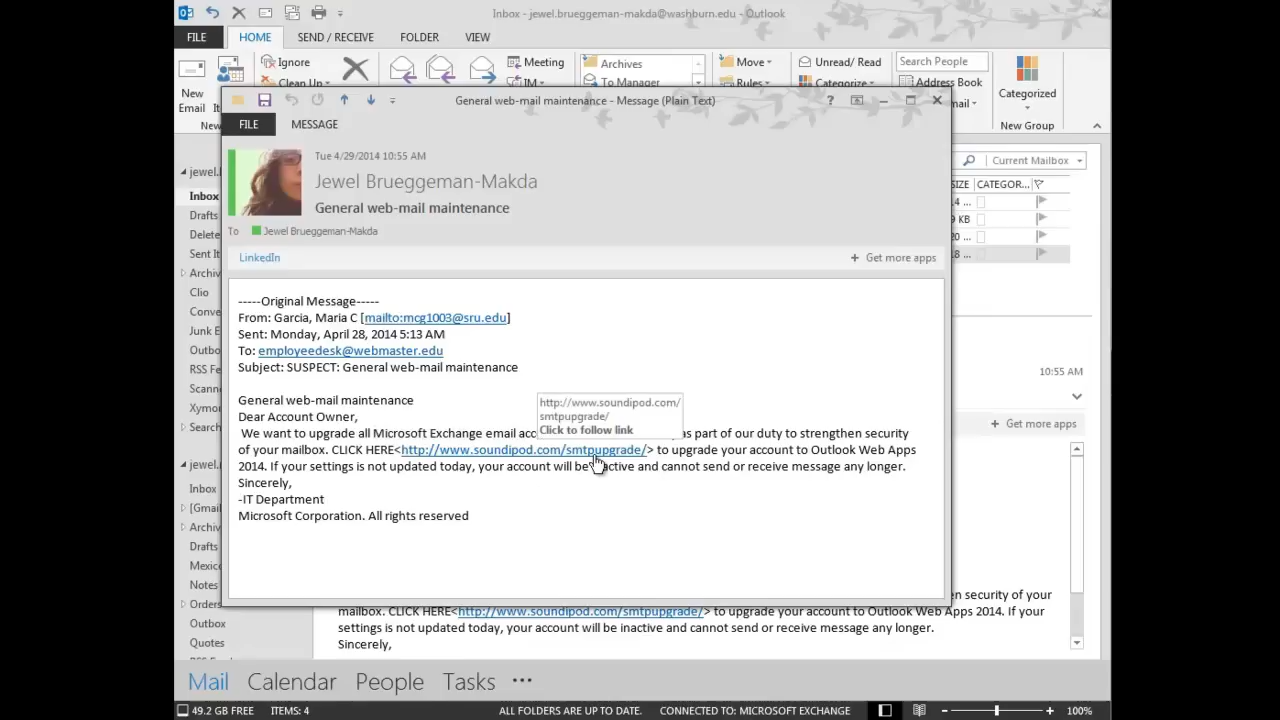 Inbox - jewel.brueggeman-makda@washburn.edu - Outlook
FILE HOME SEND / RECEIVE FOLDER VIEW
Ignore Meeting Archives Move Unread/ Read Search People
Clean Up IM To Manager Rules Categorize Address Book
New Email Categorized
New New Group
General web-mail maintenance - Message (Plain Text)
FILE MESSAGE
Tue 4/29/2014 10:55 AM
Jewel Brueggeman-Makda
General web-mail maintenance
To Jewel Brueggeman-Makda
LinkedIn + Get more apps
-----Original Message-----
From: Garcia, Maria C [mailto:mcg1003@sru.edu]
Sent: Monday, April 28, 2014 5:13 AM
To: employeedesk@webmaster.edu
Subject: SUSPECT: General web-mail maintenance
General web-mail maintenance
Dear Account Owner,
We want to upgrade all Microsoft Exchange email as part of our duty to strengthen security
of your mailbox. CLICK HERE<http://www.soundipod.com/smtpupgrade/> to upgrade your account to Outlook Web Apps
2014. If your settings is not updated today, your account will be inactive and cannot send or receive message any longer.
Sincerely,
-IT Department
Microsoft Corporation. All rights reserved
http://www.soundipod.com/
smtpupgrade/
Click to follow link
jewel.
Inbox
Drafts
Delete
Sent It
Archiv
Clio
Conve
Junk E
Outbo
RSS Fe
Scann
Xymor
Search
jewel.
Inbox
[Gmai
Archiv
Drafts
Mexic
Notes
Orders
Outbox
Quotes
Current Mailbox
SIZE CATEGOR...
10:55 AM
+ Get more apps
en security of your
mailbox. CLICK HERE<http://www.soundipod.com/smtpupgrade/> to upgrade your account to Outlook Web Apps 2014. If your
settings is not updated today, your account will be inactive and cannot send or receive message any longer.
Sincerely,
Mail Calendar People Tasks ...
49.2 GB FREE ITEMS: 4 ALL FOLDERS ARE UP TO DATE. CONNECTED TO: MICROSOFT EXCHANGE 100%